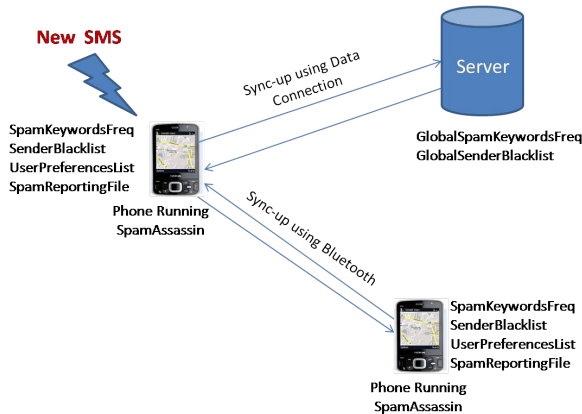 New SMS
Sync-up using Data
Connection
Server
SpamKeywordsFreq
SenderBlacklist
UserPreferencesList
SpamReportingFile
GlobalSpamKeywordsFreq
GlobalSenderBlacklist
Phone Running
SpamAssassin
Sync-up using Bluetooth
SpamKeywordsFreq
SenderBlacklist
UserPreferencesList
SpamReportingFile
Phone Running
SpamAssassin